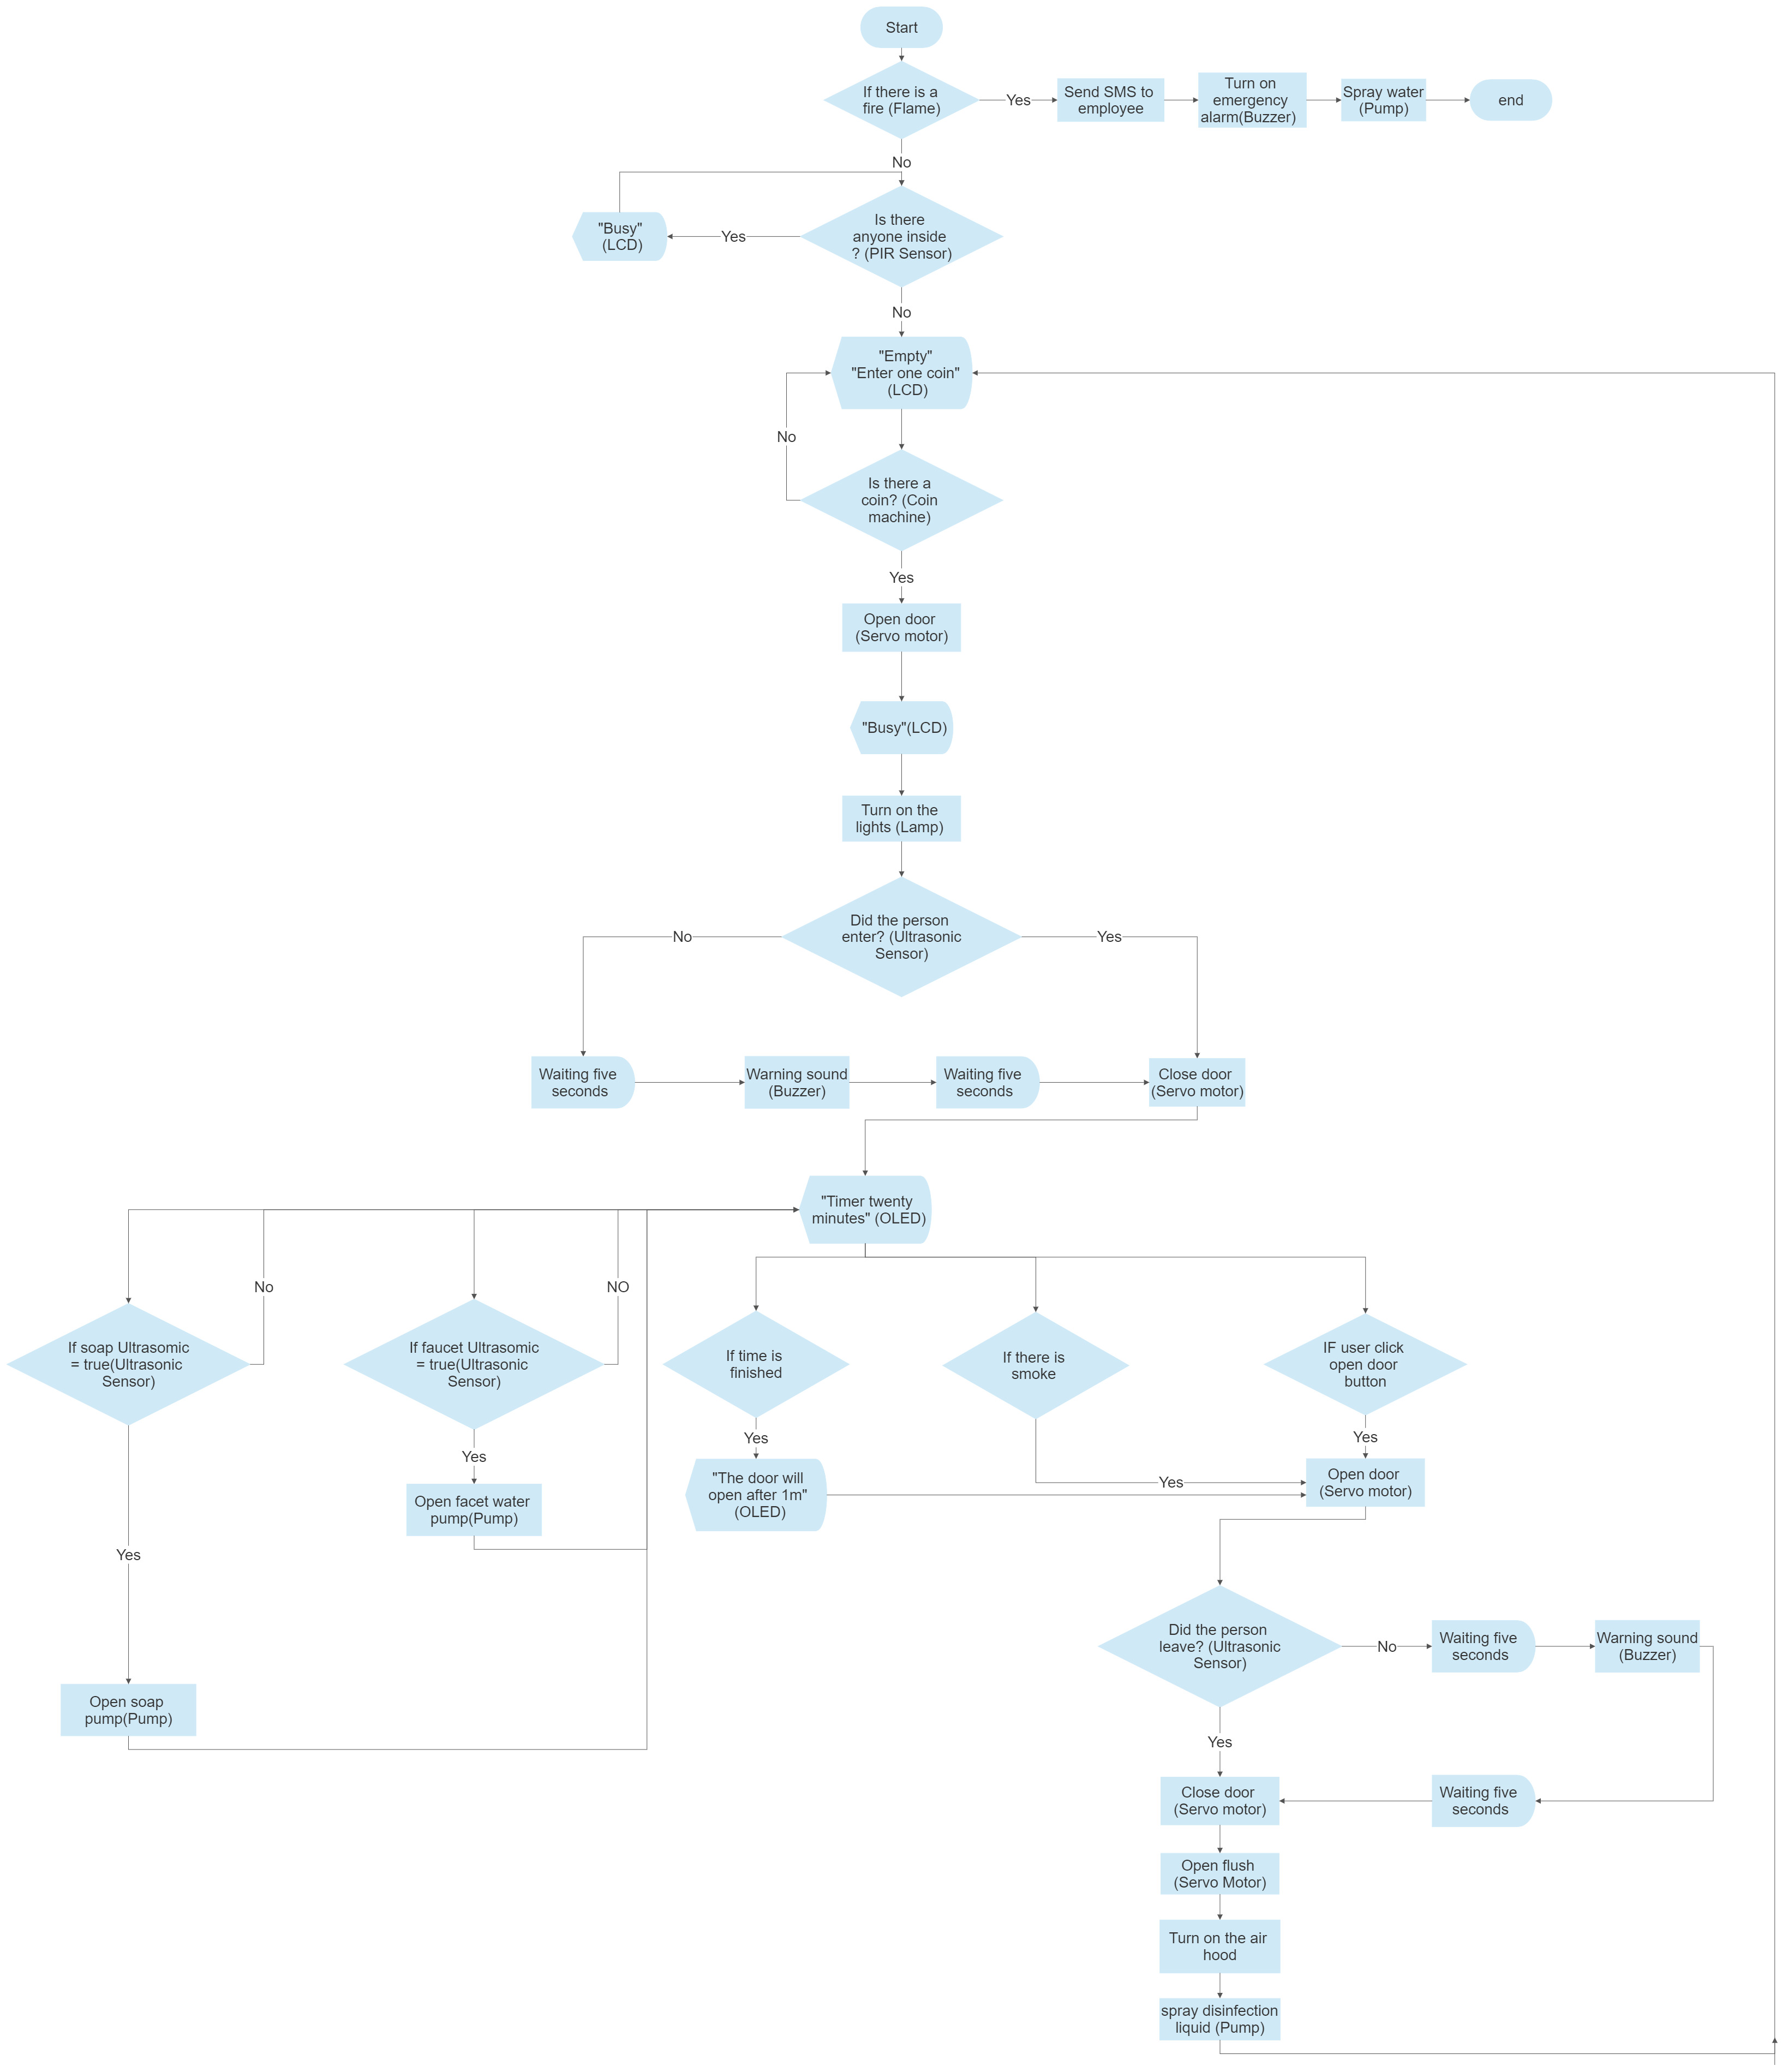 Start
If there is a
fire (Flame)
Yes
Send SMS to
employee
Turn on
emergency
alarm(Buzzer)
Spray water
(Pump)
end
No
"Busy"
(LCD)
Yes
Is there
anyone inside
? (PIR Sensor)
No
"Empty"
"Enter one coin"
(LCD)
No
Is there a
coin? (Coin
machine)
Yes
Open door
(Servo motor)
"Busy"(LCD)
Turn on the
lights (Lamp)
Did the person
enter? (Ultrasonic
Sensor)
No
Yes
Waiting five
seconds
Warning sound
(Buzzer)
Waiting five
seconds
Close door
(Servo motor)
"Timer twenty
minutes" (OLED)
No
NO
If soap Ultrasomic
= true(Ultrasonic
Sensor)
If faucet Ultrasomic
= true(Ultrasonic
Sensor)
If time is
finished
If there is
smoke
IF user click
open door
button
Yes
Yes
Yes
Yes
Yes
"The door will
open after 1m"
(OLED)
Open door
(Servo motor)
Open facet water
pump(Pump)
Did the person
leave? (Ultrasonic
Sensor)
No
Waiting five
seconds
Warning sound
(Buzzer)
Open soap
pump(Pump)
Yes
Close door
(Servo motor)
Waiting five
seconds
Open flush
(Servo Motor)
Turn on the air
hood
spray disinfection
liquid (Pump)